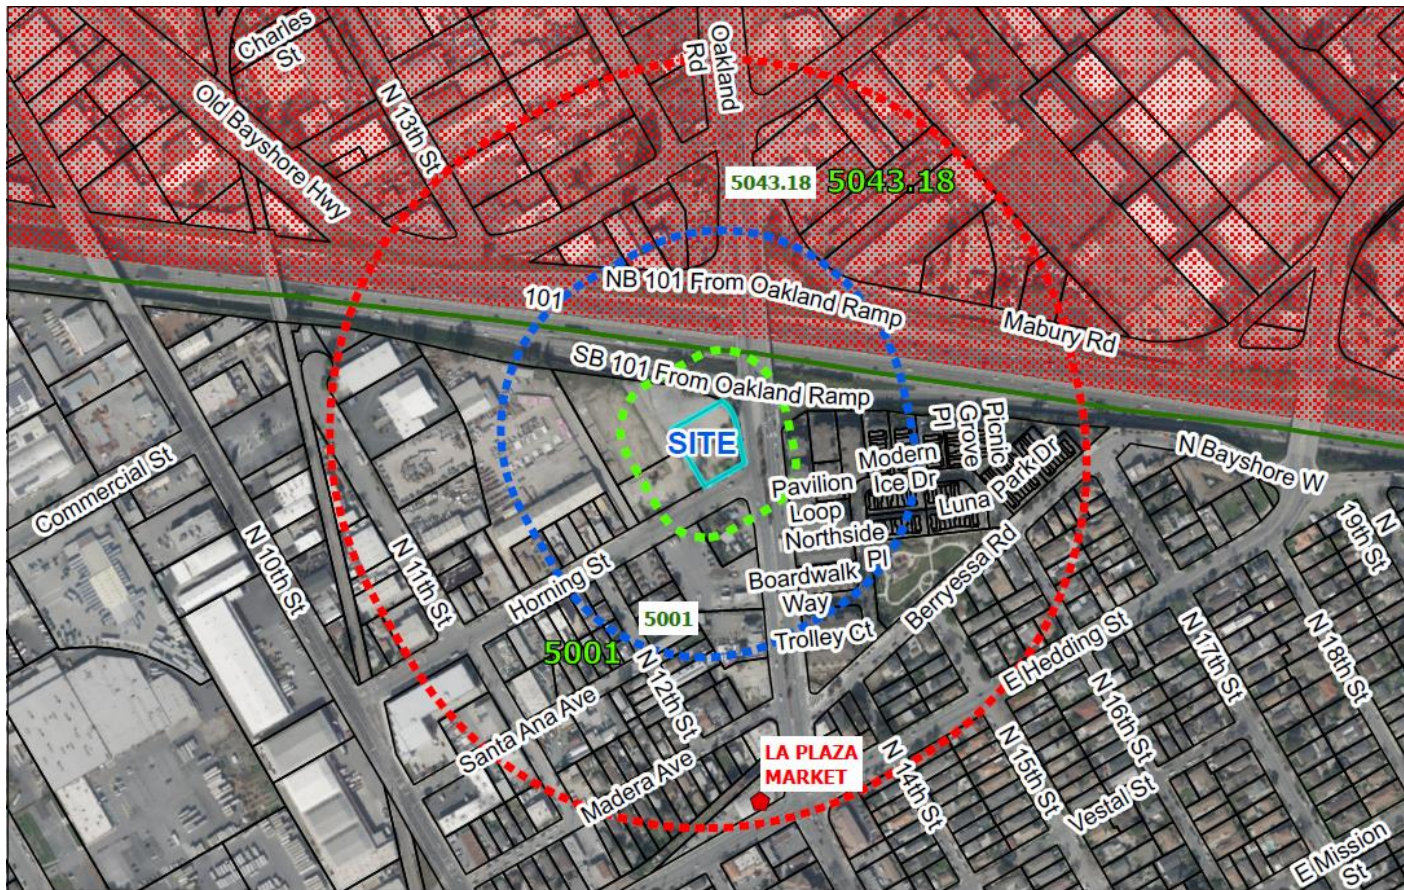 Charles
St
Oakland
Rd
Old Bayshore Hwy
N 13th St
5043.18
5043.18
NB 101 From Oakland Ramp
101
Mabury Rd
SB 101 From Oakland Ramp
SITE
Modern
Ice Dr
Grove
Pl
Picnic
Luna Park Dr
N Bayshore W
Pavilion
Loop
Northside
Pl
Commercial St
N 10th St
N 11th St
Horning St
Boardwalk
Way
Trolley Ct
Berryessa Rd
N
19th St
5001
5001
N 12th St
E Hedding St
N 17th St
N 18th St
N 16th St
Santa Ana Ave
Madera Ave
LA PLAZA
MARKET
N 14th St
N 15th St
Vestal St
E Mission
St